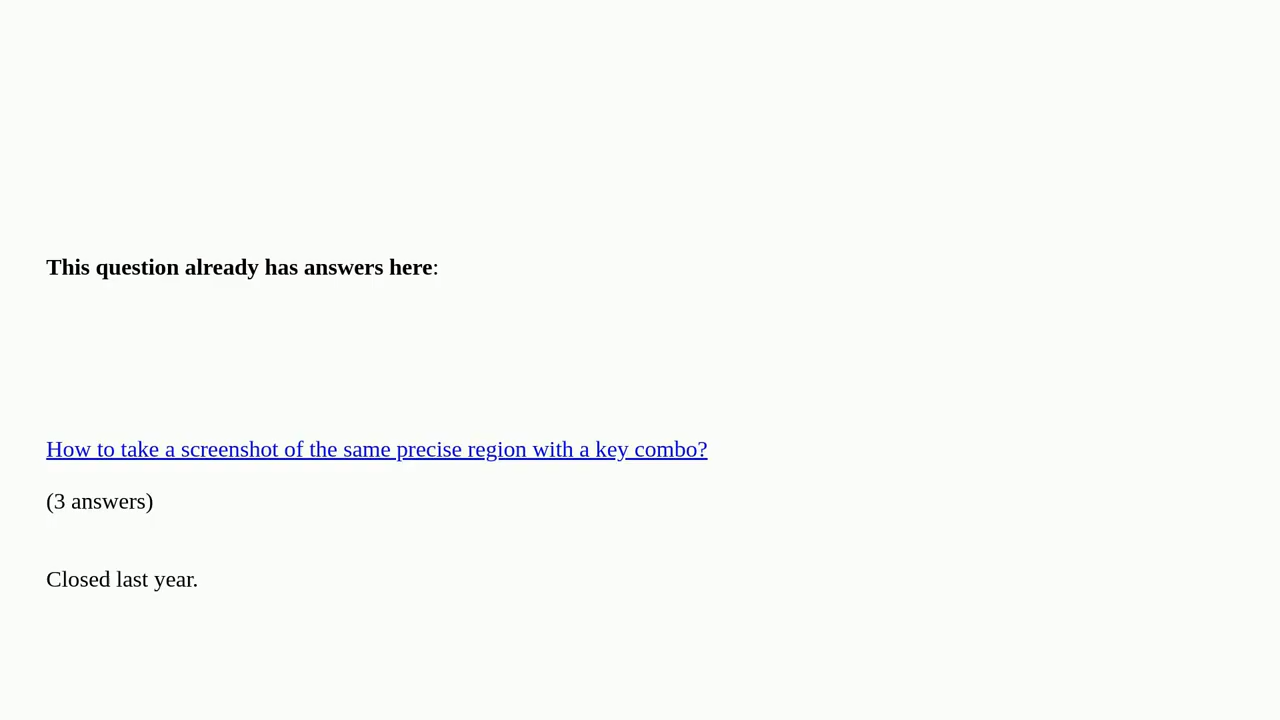 This question already has answers here:
How to take a screenshot of the same precise region with a key combo?
(3 answers)
Closed last year.